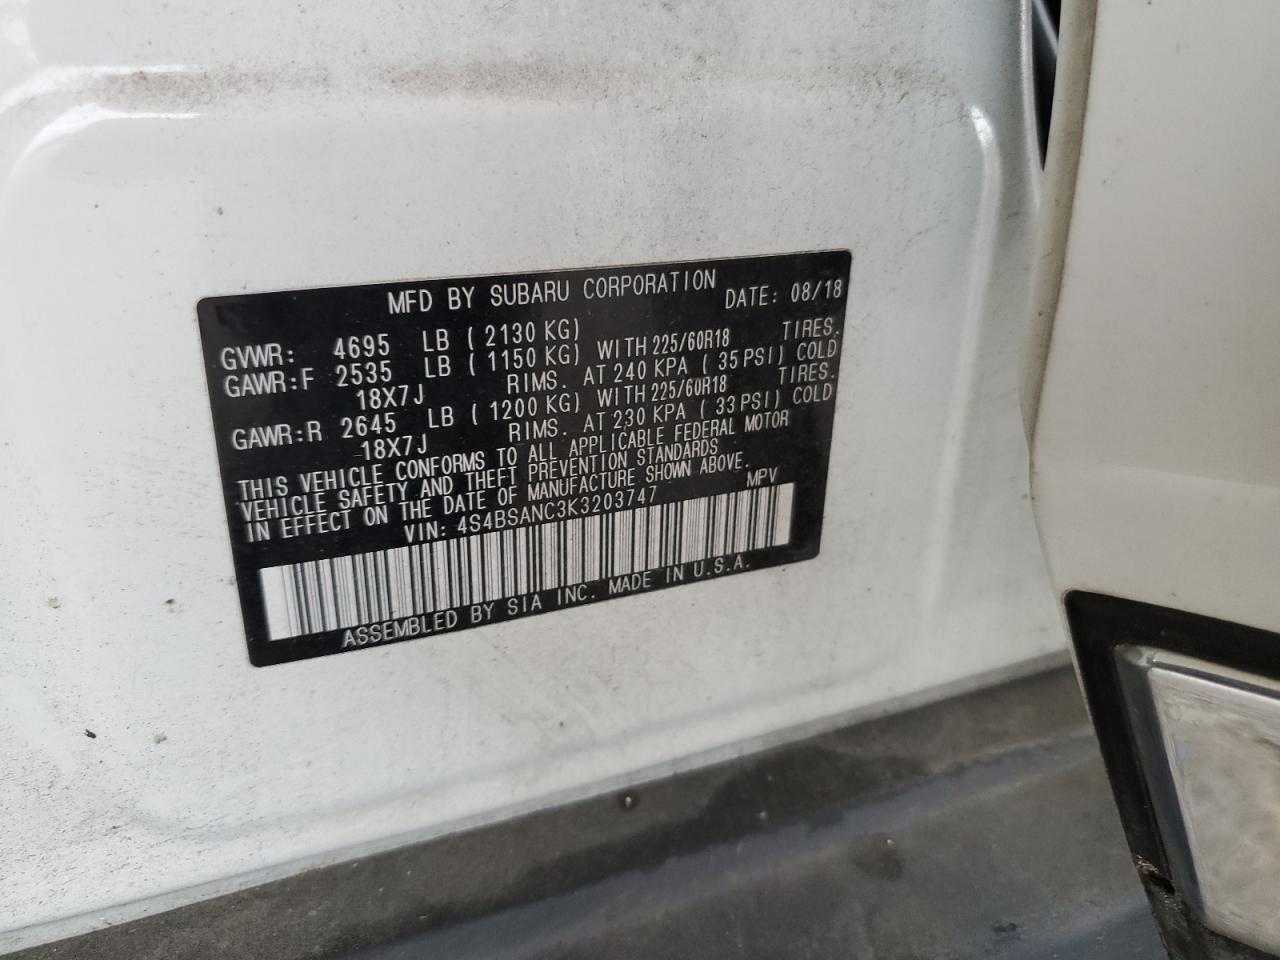 MFD BY SUBARU CORPORATION
DATE: 08/18
GVWR: 4695 LB (2130 KG)
GAWR:F 2535 LB (1150 KG) WITH 225/60R18 TIRES.
18X7J RIMS. AT 240 KPA (35 PSI) COLD
GAWR:R 2645 LB (1200 KG) WITH 225/60R18 TIRES.
18X7J RIMS. AT 230 KPA (33 PSI) COLD
THIS VEHICLE CONFORMS TO ALL APPLICABLE FEDERAL MOTOR
VEHICLE SAFETY AND THEFT PREVENTION STANDARDS
IN EFFECT ON THE DATE OF MANUFACTURE SHOWN ABOVE.
VIN: 4S4BSANC3K3203747 MPV
ASSEMBLED BY SIA INC. MADE IN U.S.A.